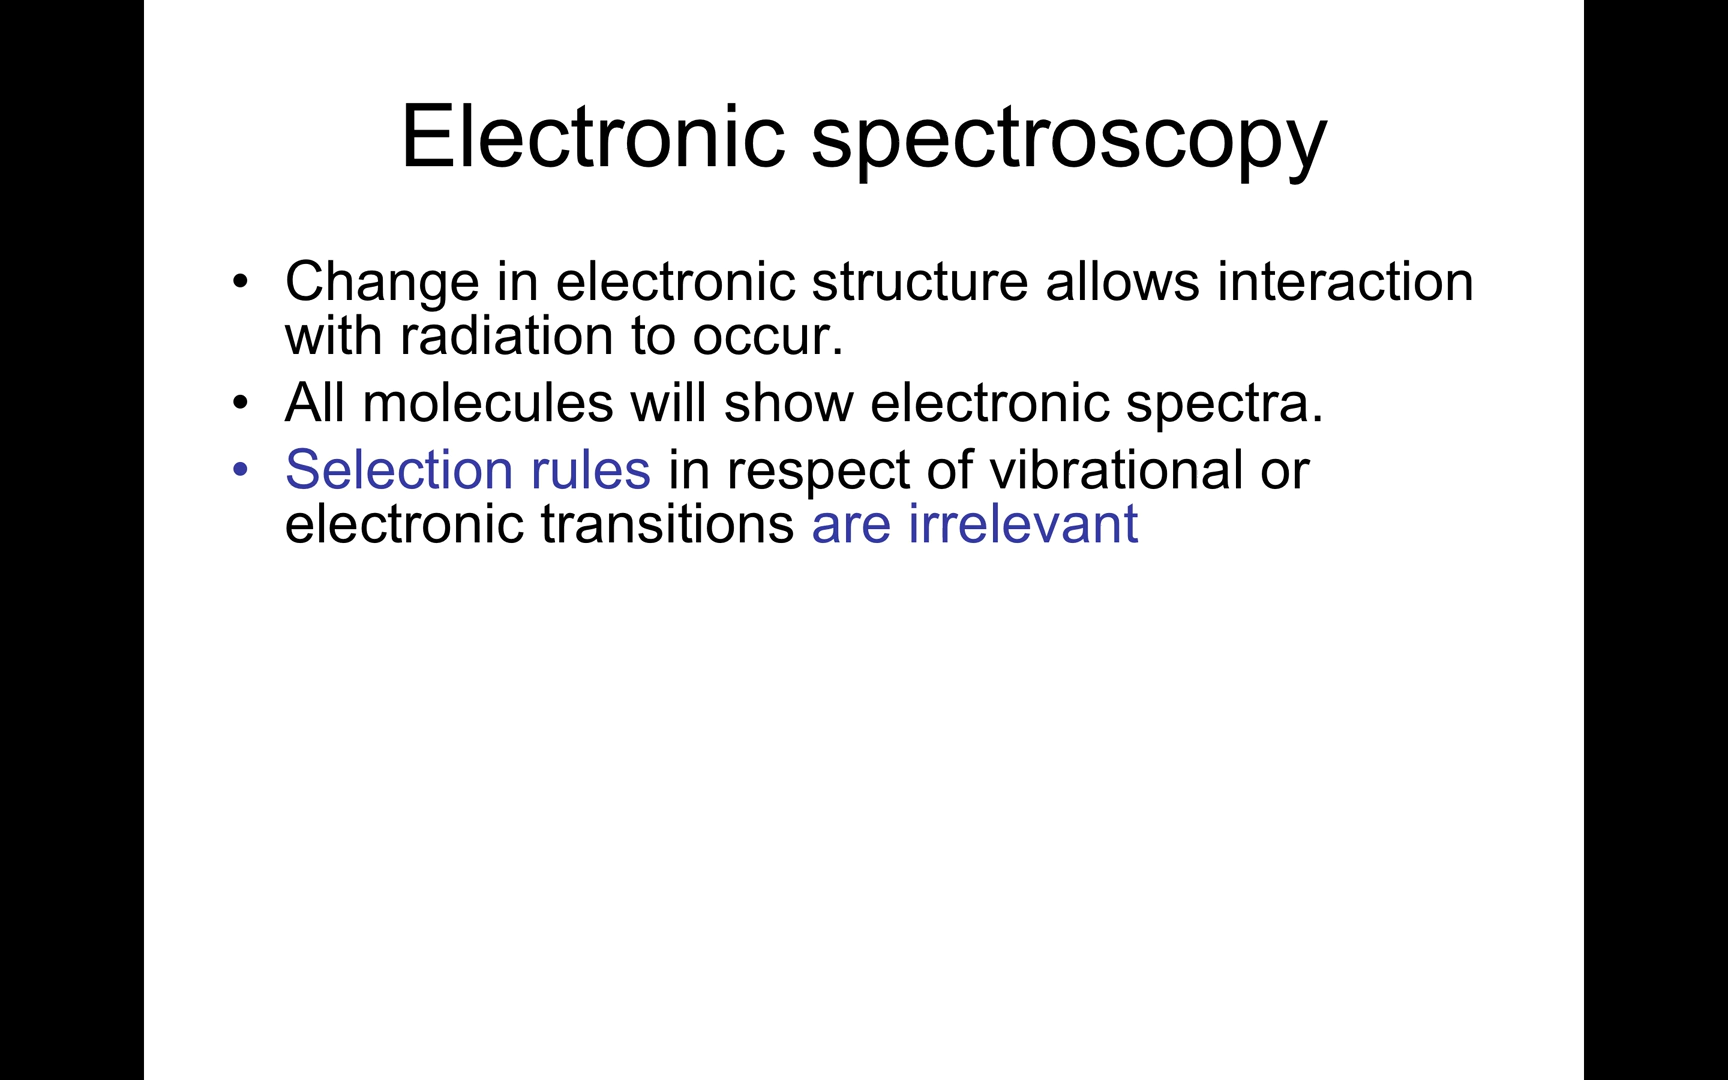 Electronic spectroscopy
• Change in electronic structure allows interaction
with radiation to occur.
• All molecules will show electronic spectra.
• Selection rules in respect of vibrational or
electronic transitions are irrelevant